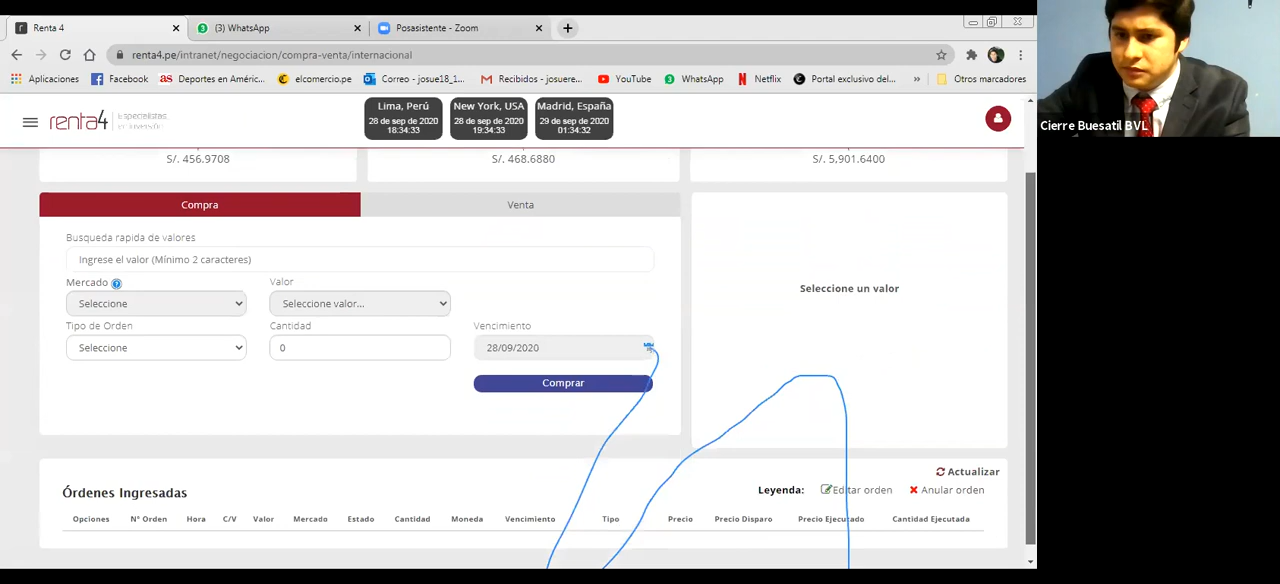 Renta 4
(3) WhatsApp
Posasistente - Zoom
renta4.pe/intranet/negociacion/compra-venta/internacional
Aplicaciones
Facebook
as Deportes en Améric...
elcomercio.pe
Correo - josue18_1...
Recibidos - josuere...
YouTube
WhatsApp
Netflix
Portal exclusivo del...
»
Otros marcadores
renta4
Especialistas
en inversión
Lima, Perú
28 de sep de 2020
18:34:33
New York, USA
28 de sep de 2020
19:34:33
Madrid, España
29 de sep de 2020
01:34:32
Cierre Buesatil BVL
S/. 456.9708
S/. 468.6880
S/. 5,901.6400
Compra
Venta
Busqueda rapida de valores
Ingrese el valor (Mínimo 2 caracteres)
Mercado
Valor
Seleccione
Seleccione valor...
Tipo de Orden
Cantidad
Vencimiento
Seleccione
0
28/09/2020
Comprar
Seleccione un valor
Actualizar
Órdenes Ingresadas
Leyenda:
Editar orden
Anular orden
Opciones
N° Orden
Hora
C/V
Valor
Mercado
Estado
Cantidad
Moneda
Vencimiento
Tipo
Precio
Precio Disparo
Precio Ejecutado
Cantidad Ejecutada